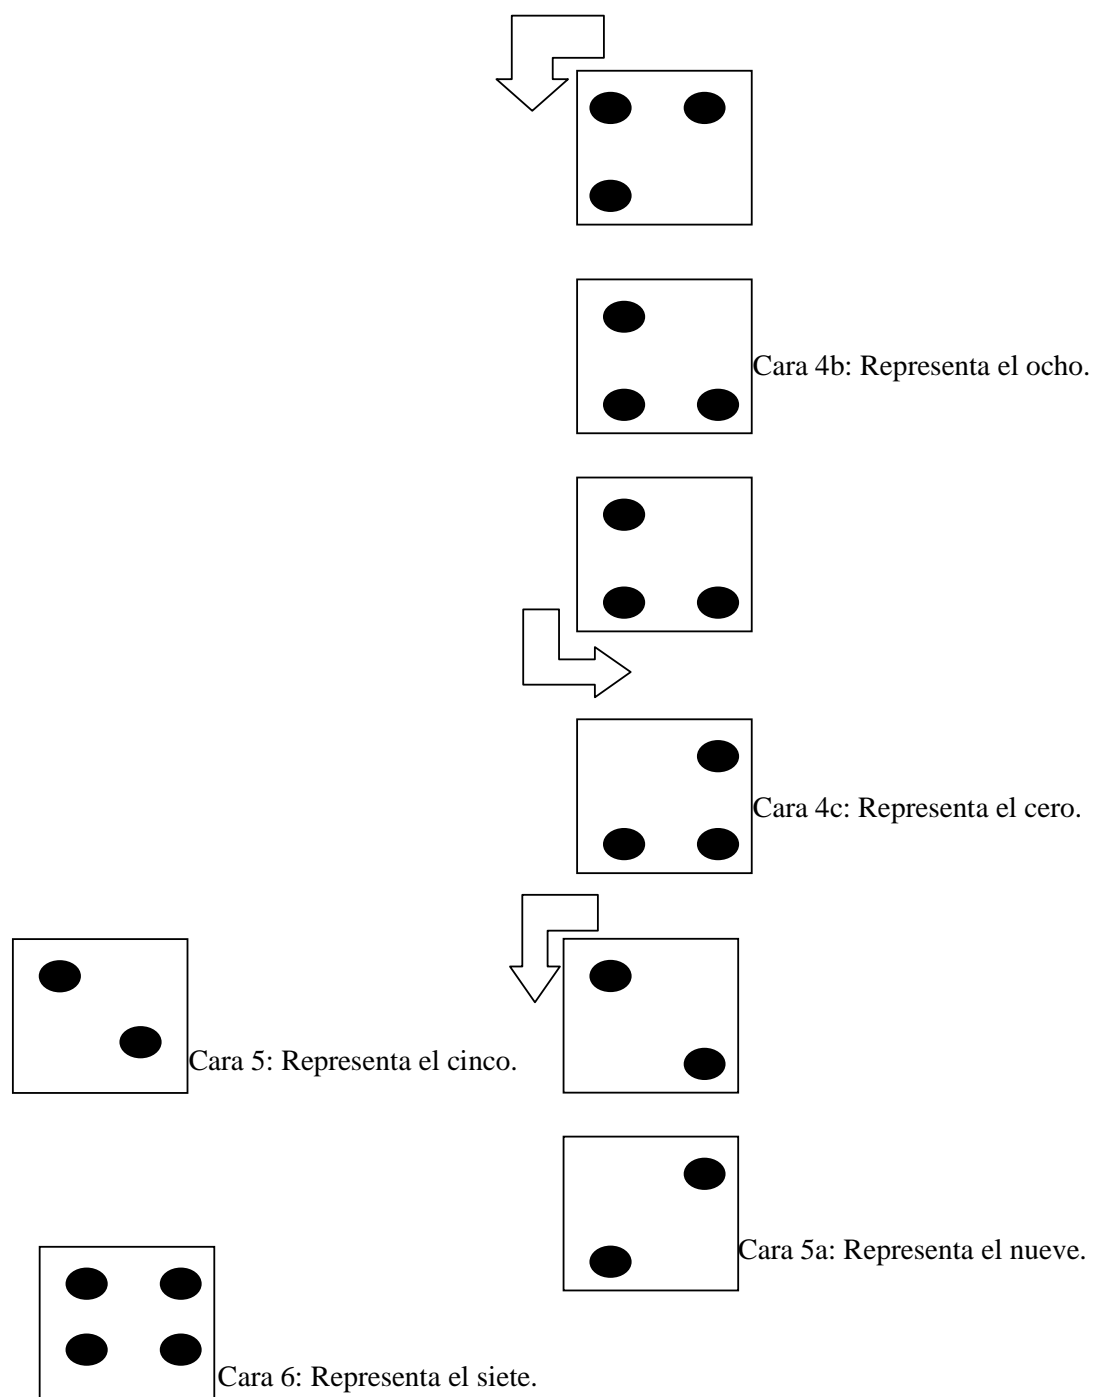 Cara 4b: Representa el ocho.
Cara 4c: Representa el cero.
Cara 5: Representa el cinco.
Cara 5a: Representa el nueve.
Cara 6: Representa el siete.